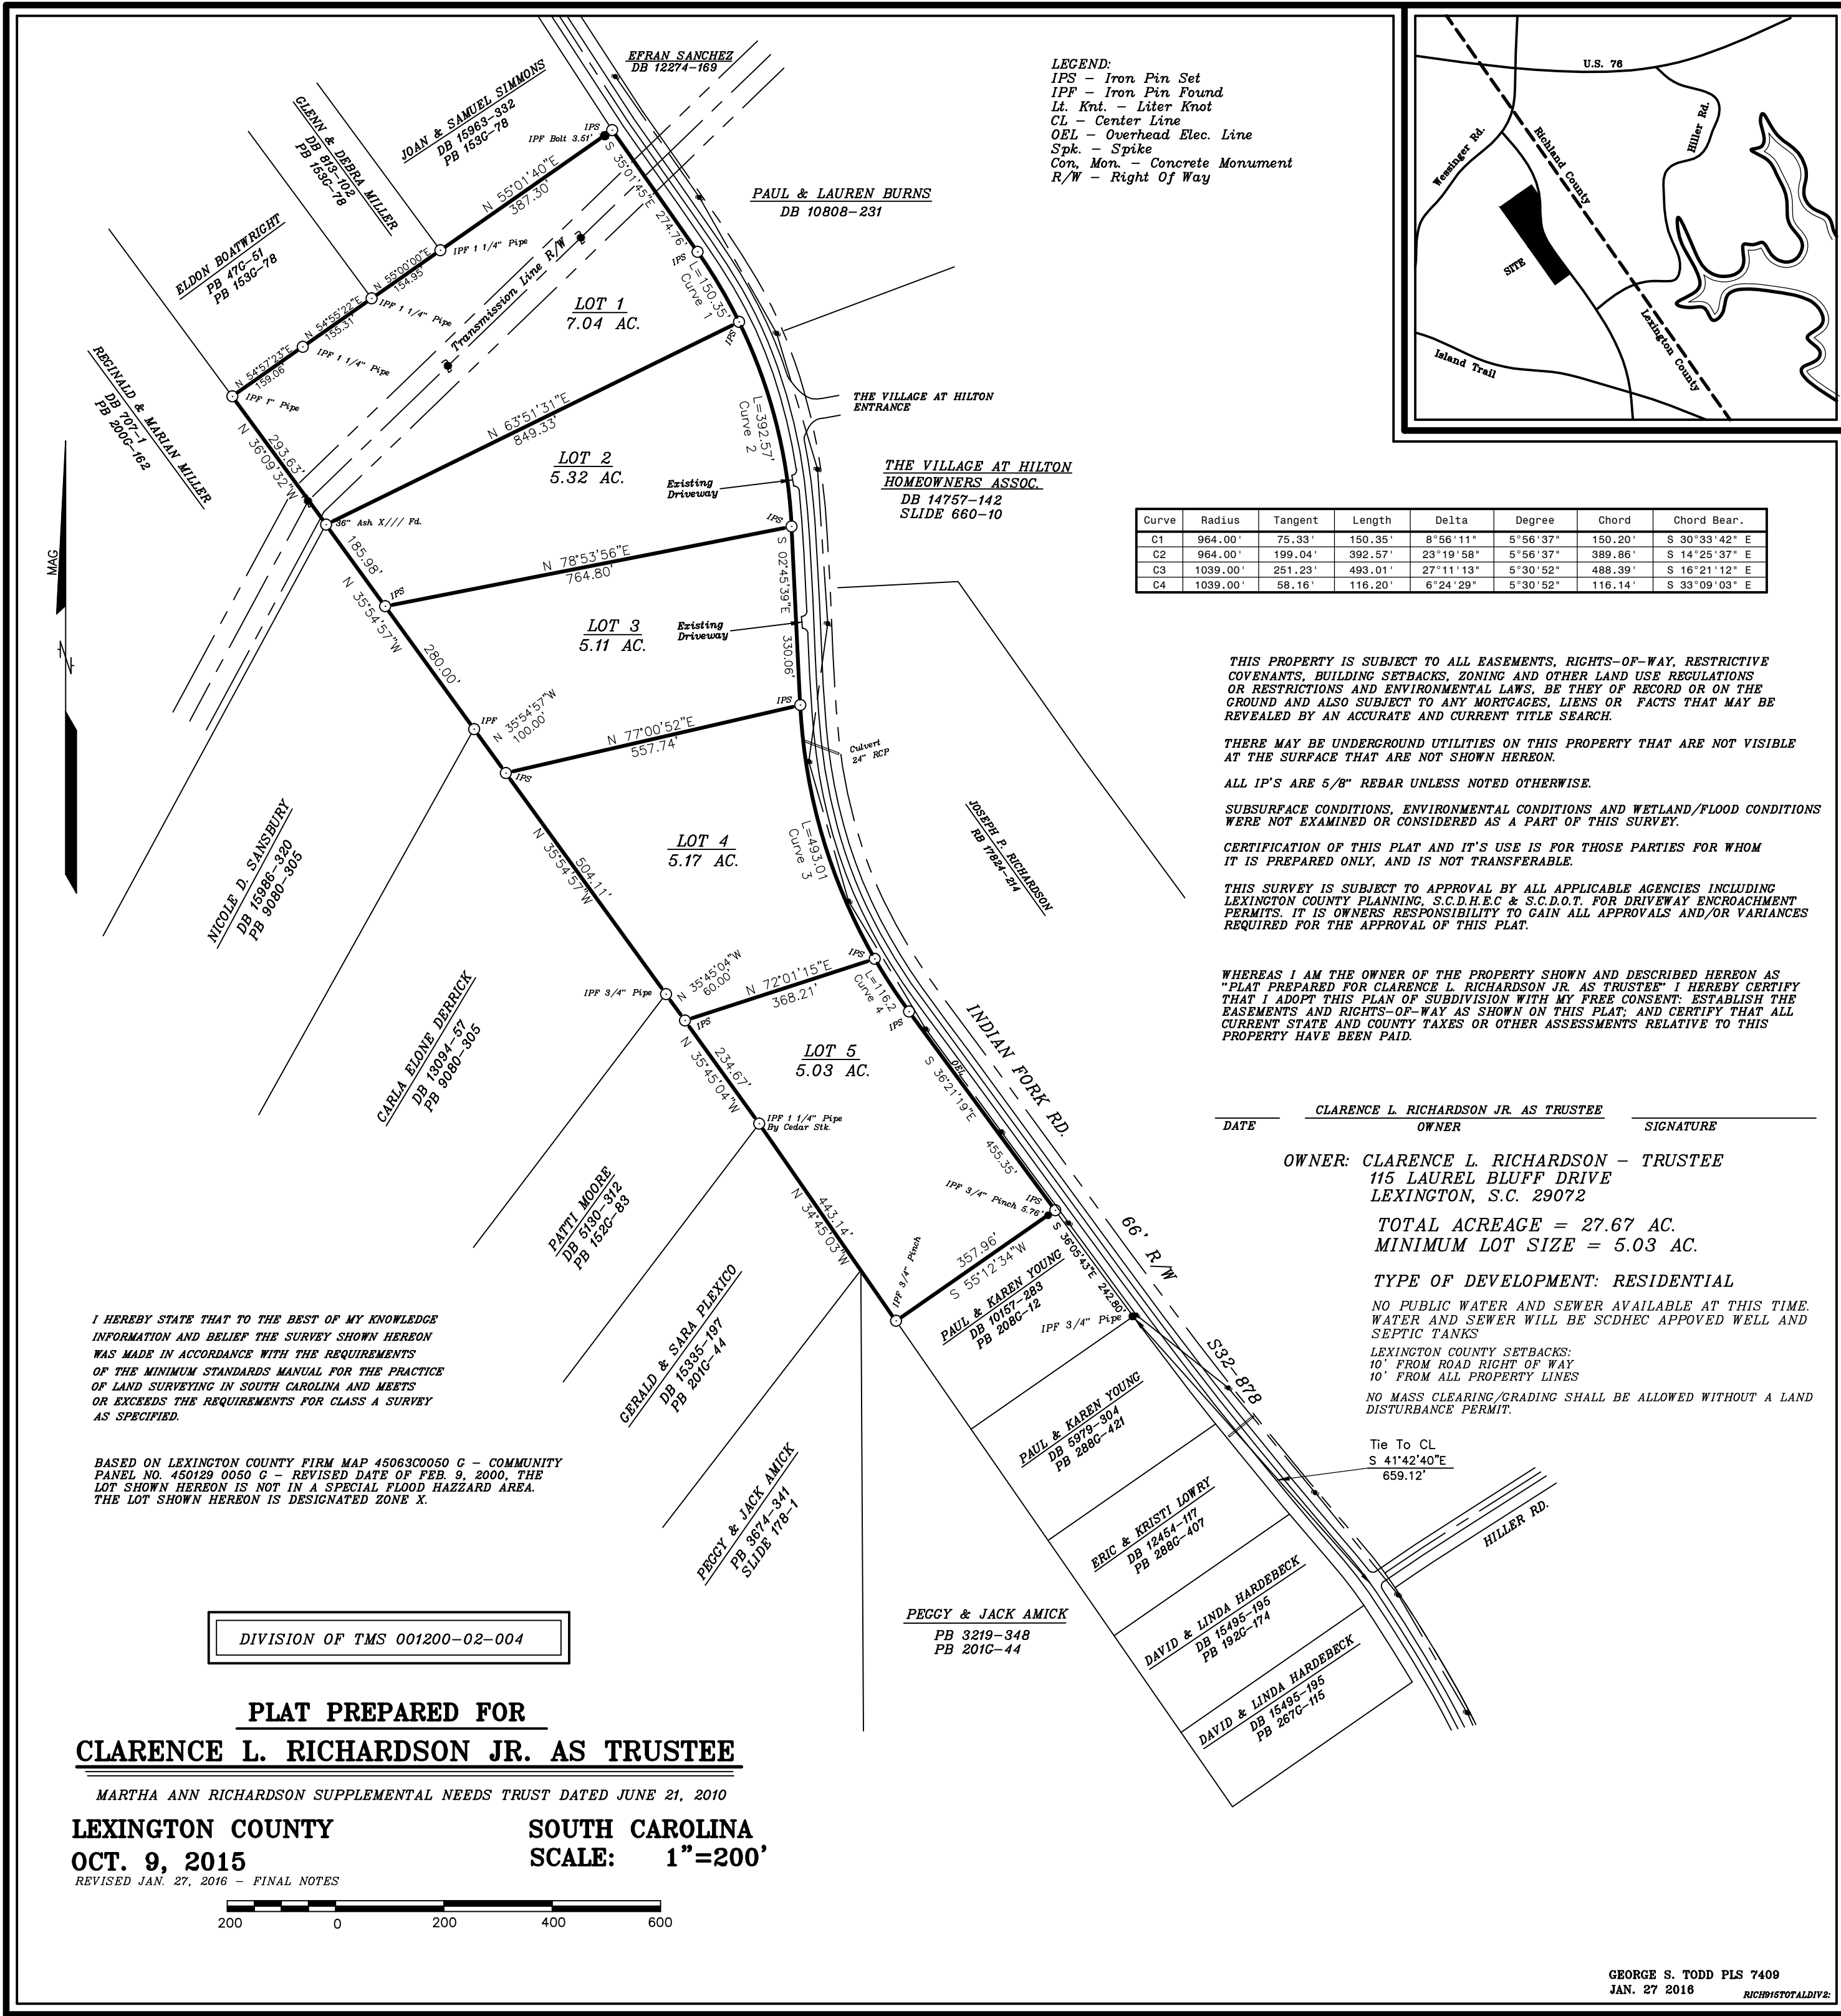 EFRAN SANCHEZ
DB 12274-169
JOAN & SAMUEL SIMMONS
DB 15963-332
PB 153G-78
GLENN & DEBRA MILLER
DB 813-102
PB 153G-78
ELDON BOATWRIGHT
PB 47G-51
PB 153G-78
REGINALD & MARIAN MILLER
DB 707-1
PB 200G-162
PAUL & LAUREN BURNS
DB 10808-231
LEGEND:
IPS - Iron Pin Set
IPF - Iron Pin Found
Lt. Knt. - Liter Knot
CL - Center Line
OEL - Overhead Elec. Line
Spk. - Spike
Con, Mon. - Concrete Monument
R/W - Right Of Way
U.S. 76
Wessinger Rd.
Richland County
Hiller Rd.
SITE
Lexington County
Island Trail
IPS
IPF Bolt 3.51'
N 55°01'40"E
387.30'
S 35°01'45"E 274.76'
IPS
IPF 1 1/4" Pipe
N 55°00'00"E
154.95'
IPF 1 1/4" Pipe
N 54°55'22"E
155.31'
IPF 1 1/4" Pipe
N 54°57'23"E
159.06'
IPF 1" Pipe
Transmission Line R/W
L=150.35'
Curve 1
IPS
LOT 1
7.04 AC.
293.63'
N 36°09'32"W
N 63°51'31"E
849.33'
36" Ash X/// Fd.
L=392.57'
Curve 2
THE VILLAGE AT HILTON
ENTRANCE
THE VILLAGE AT HILTON
HOMEOWNERS ASSOC.
DB 14757-142
SLIDE 660-10
LOT 2
5.32 AC.
Existing
Driveway
IPS
185.98'
N 35°54'57"W
IPS
N 78°53'56"E
764.80'
S 02°45'39"E 330.06'
LOT 3
5.11 AC.
Existing
Driveway
280.00'
IPF
N 35°54'57"W
100.00'
IPS
N 77°00'52"E
557.74'
IPS
Culvert
24" RCP
MAG
N
Curve Radius Tangent Length Delta Degree Chord Chord Bear.
C1 964.00' 75.33' 150.35' 8°56'11" 5°56'37" 150.20' S 30°33'42" E
C2 964.00' 199.04' 392.57' 23°19'58" 5°56'37" 389.86' S 14°25'37" E
C3 1039.00' 251.23' 493.01' 27°11'13" 5°30'52" 488.39' S 16°21'12" E
C4 1039.00' 58.16' 116.20' 6°24'29" 5°30'52" 116.14' S 33°09'03" E
THIS PROPERTY IS SUBJECT TO ALL EASEMENTS, RIGHTS-OF-WAY, RESTRICTIVE
COVENANTS, BUILDING SETBACKS, ZONING AND OTHER LAND USE REGULATIONS
OR RESTRICTIONS AND ENVIRONMENTAL LAWS, BE THEY OF RECORD OR ON THE
GROUND AND ALSO SUBJECT TO ANY MORTGAGES, LIENS OR FACTS THAT MAY BE
REVEALED BY AN ACCURATE AND CURRENT TITLE SEARCH.
THERE MAY BE UNDERGROUND UTILITIES ON THIS PROPERTY THAT ARE NOT VISIBLE
AT THE SURFACE THAT ARE NOT SHOWN HEREON.
ALL IP'S ARE 5/8" REBAR UNLESS NOTED OTHERWISE.
SUBSURFACE CONDITIONS, ENVIRONMENTAL CONDITIONS AND WETLAND/FLOOD CONDITIONS
WERE NOT EXAMINED OR CONSIDERED AS A PART OF THIS SURVEY.
CERTIFICATION OF THIS PLAT AND IT'S USE IS FOR THOSE PARTIES FOR WHOM
IT IS PREPARED ONLY, AND IS NOT TRANSFERABLE.
THIS SURVEY IS SUBJECT TO APPROVAL BY ALL APPLICABLE AGENCIES INCLUDING
LEXINGTON COUNTY PLANNING, S.C.D.H.E.C & S.C.D.O.T. FOR DRIVEWAY ENCROACHMENT
PERMITS. IT IS OWNERS RESPONSIBILITY TO GAIN ALL APPROVALS AND/OR VARIANCES
REQUIRED FOR THE APPROVAL OF THIS PLAT.
WHEREAS I AM THE OWNER OF THE PROPERTY SHOWN AND DESCRIBED HEREON AS
"PLAT PREPARED FOR CLARENCE L. RICHARDSON JR. AS TRUSTEE" I HEREBY CERTIFY
THAT I ADOPT THIS PLAN OF SUBDIVISION WITH MY FREE CONSENT: ESTABLISH THE
EASEMENTS AND RIGHTS-OF-WAY AS SHOWN ON THIS PLAT; AND CERTIFY THAT ALL
CURRENT STATE AND COUNTY TAXES OR OTHER ASSESSMENTS RELATIVE TO THIS
PROPERTY HAVE BEEN PAID.
CLARENCE L. RICHARDSON JR. AS TRUSTEE
DATE OWNER SIGNATURE
OWNER: CLARENCE L. RICHARDSON - TRUSTEE
115 LAUREL BLUFF DRIVE
LEXINGTON, S.C. 29072
TOTAL ACREAGE = 27.67 AC.
MINIMUM LOT SIZE = 5.03 AC.
TYPE OF DEVELOPMENT: RESIDENTIAL
NO PUBLIC WATER AND SEWER AVAILABLE AT THIS TIME.
WATER AND SEWER WILL BE SCDHEC APPOVED WELL AND
SEPTIC TANKS
LEXINGTON COUNTY SETBACKS:
10' FROM ROAD RIGHT OF WAY
10' FROM ALL PROPERTY LINES
NO MASS CLEARING/GRADING SHALL BE ALLOWED WITHOUT A LAND
DISTURBANCE PERMIT.
Tie To CL
S 41°42'40"E
659.12'
HILLER RD.
NICOLE D. SANSBURY
DB 15986-320
PB 9080-305
504.11'
N 35°54'57"W
LOT 4
5.17 AC.
L=493.01
Curve 3
JOSEPH P. RICHARDSON
RB 17824-214
IPS
IPF 3/4" Pipe
N 35°45'04"W
60.00'
IPS
N 72°01'15"E
368.21'
L=116.2
Curve 4
IPS
CARLA ELONE DERRICK
DB 13094-57
PB 9080-305
LOT 5
5.03 AC.
234.67'
N 35°45'04"W
IPF 1 1/4" Pipe
By Cedar Stk.
INDIAN FORK RD.
OEL
S 36°21'19"E 455.35'
66' R/W
S32-878
PATTI MOORE
DB 5130-312
PB 152G-83
443.14'
N 34°45'03"W
IPF 3/4" Pinch
IPF 3/4"
Pinch 5.76'
IPS
357.96'
S 55°12'34"W
S 36°05'43"E 242.80'
IPF 3/4" Pipe
PAUL & KAREN YOUNG
DB 10157-283
PB 208G-12
GERALD & SARA PLEXICO
DB 15335-197
PB 201G-44
PAUL & KAREN YOUNG
DB 5979-304
PB 288G-421
PEGGY & JACK AMICK
PB 3674-341
SLIDE 178-1
ERIC & KRISTI LOWRY
DB 12454-117
PB 288G-407
DAVID & LINDA HARDEBECK
DB 15495-195
PB 192G-174
PEGGY & JACK AMICK
PB 3219-348
PB 201G-44
DAVID & LINDA HARDEBECK
DB 15495-195
PB 267G-115
I HEREBY STATE THAT TO THE BEST OF MY KNOWLEDGE
INFORMATION AND BELIEF THE SURVEY SHOWN HEREON
WAS MADE IN ACCORDANCE WITH THE REQUIREMENTS
OF THE MINIMUM STANDARDS MANUAL FOR THE PRACTICE
OF LAND SURVEYING IN SOUTH CAROLINA AND MEETS
OR EXCEEDS THE REQUIREMENTS FOR CLASS A SURVEY
AS SPECIFIED.
BASED ON LEXINGTON COUNTY FIRM MAP 45063C0050 G - COMMUNITY
PANEL NO. 450129 0050 G - REVISED DATE OF FEB. 9, 2000, THE
LOT SHOWN HEREON IS NOT IN A SPECIAL FLOOD HAZZARD AREA.
THE LOT SHOWN HEREON IS DESIGNATED ZONE X.
DIVISION OF TMS 001200-02-004
PLAT PREPARED FOR
CLARENCE L. RICHARDSON JR. AS TRUSTEE
MARTHA ANN RICHARDSON SUPPLEMENTAL NEEDS TRUST DATED JUNE 21, 2010
LEXINGTON COUNTY SOUTH CAROLINA
OCT. 9, 2015 SCALE: 1"=200'
REVISED JAN. 27, 2016 - FINAL NOTES
200 0 200 400 600
GEORGE S. TODD PLS 7409
JAN. 27 2016
RICH915TOTALDIV2: